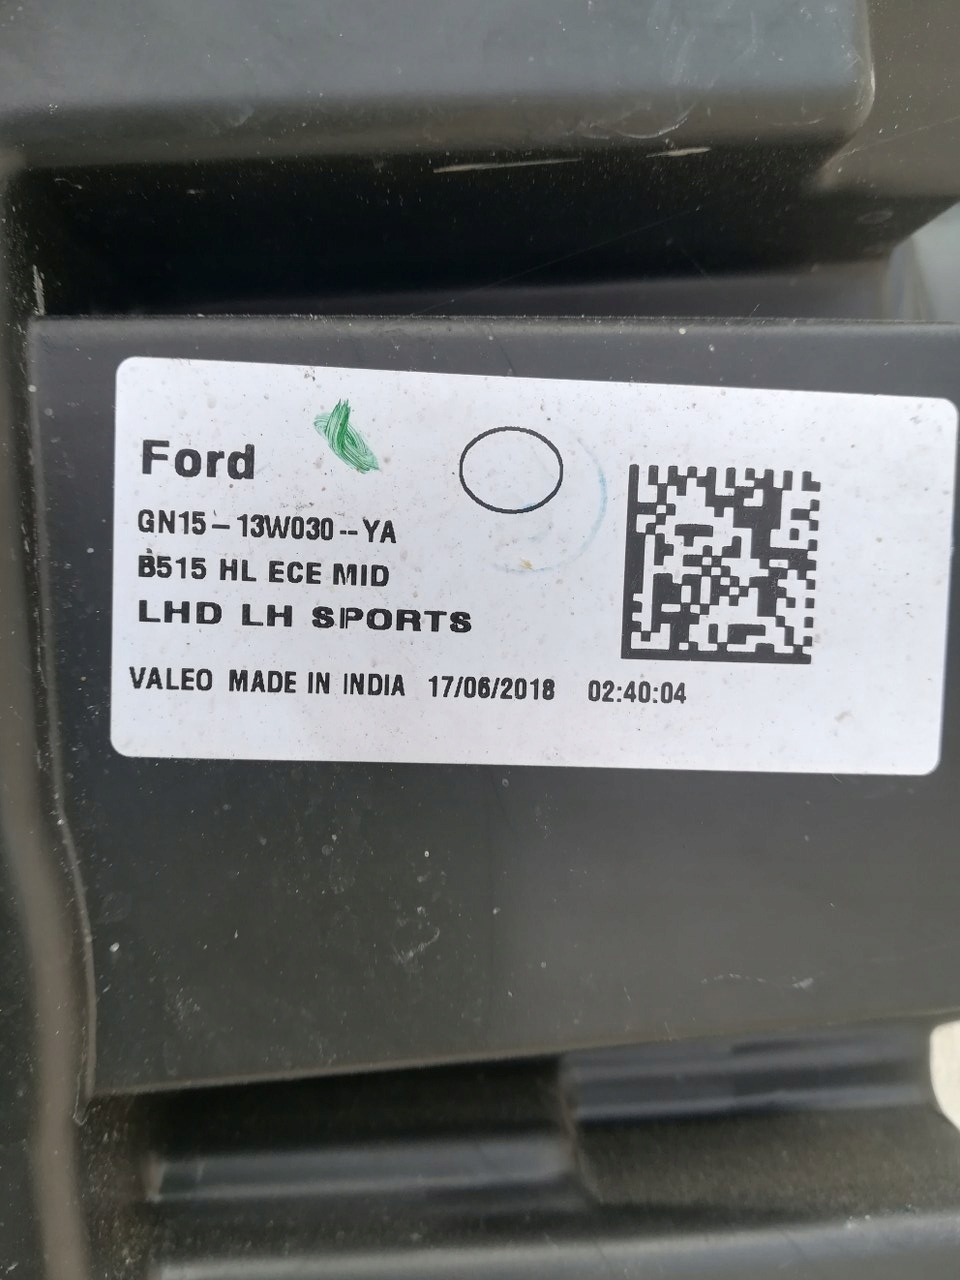 Ford
GN15-13W030--YA
B515 HL ECE MID
LHD LH SPORTS
VALEO MADE IN INDIA 17/06/2018 02:40:04